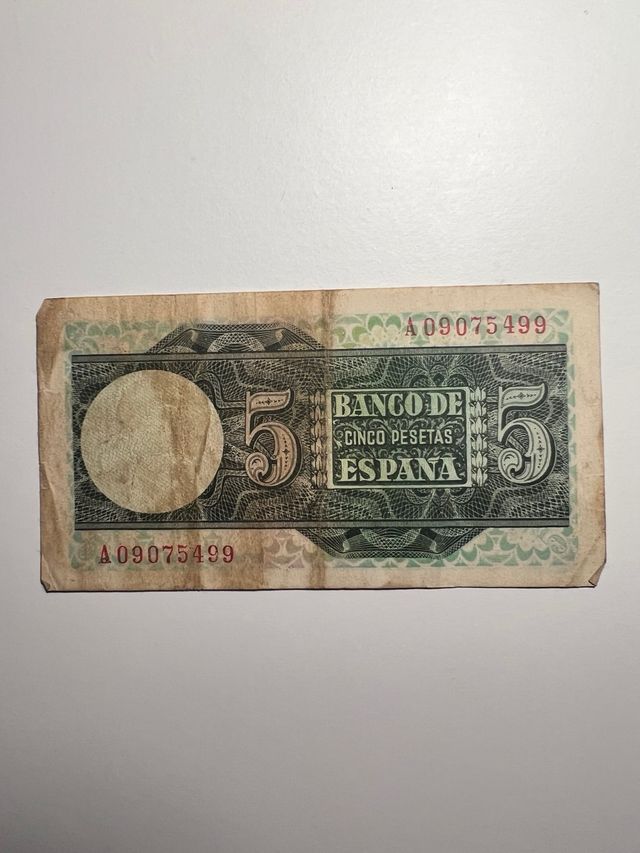 A09075499
5 BANCO DE 5
CINCO PESETAS
ESPAÑA
A09075499